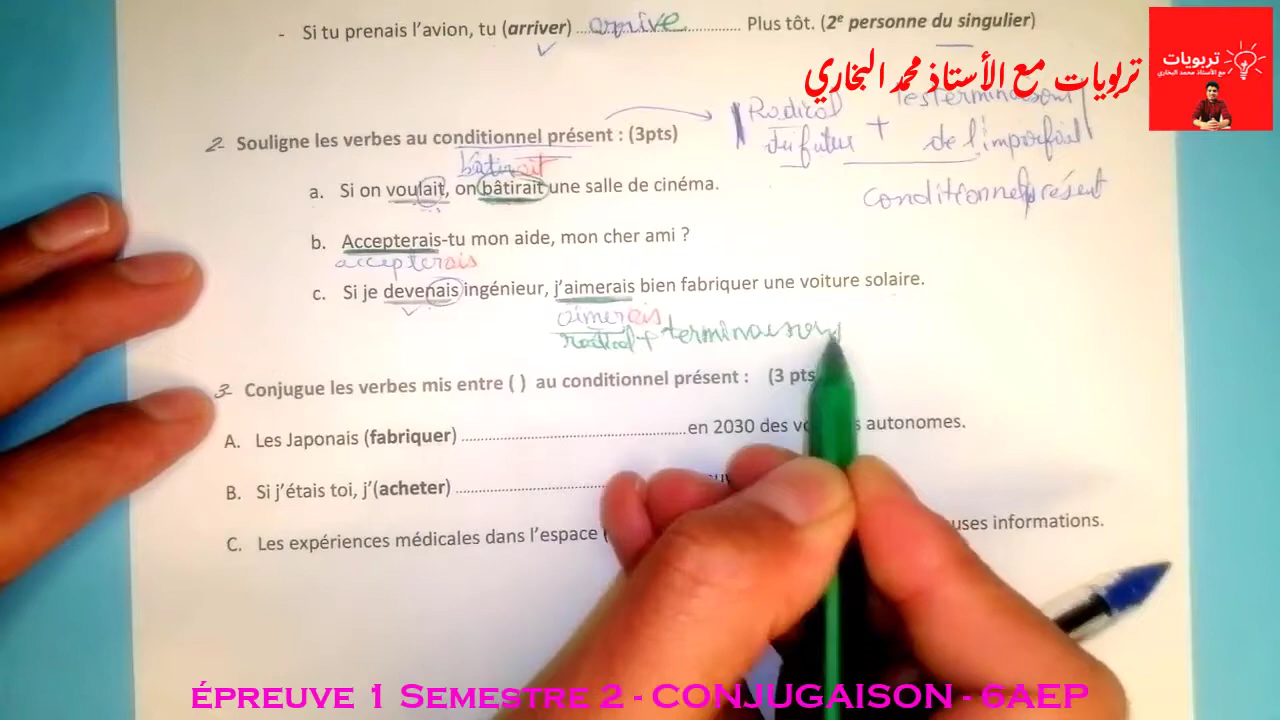 - Si tu prenais l'avion, tu (arriver) arrive Plus tôt. (2e personne du singulier)
تربويات
مع الأستاذ محمد البخاري
تربويات مع الأستاذ محمد البخاري
2- Souligne les verbes au conditionnel présent : (3pts)
Radical + les terminaisons
du futur de l'imparfait
conditionnel présent
bâtirait
a. Si on voulait, on bâtirait une salle de cinéma.
b. Accepterais-tu mon aide, mon cher ami ?
accepterais
c. Si je devenais ingénieur, j'aimerais bien fabriquer une voiture solaire.
aimerais
radical + terminaison
3- Conjugue les verbes mis entre ( ) au conditionnel présent : (3 pts
A. Les Japonais (fabriquer) ........................................ en 2030 des autonomes.
B. Si j'étais toi, j'(acheter) ........................................
C. Les expériences médicales dans l'espace ( uses informations.
épreuve 1 Semestre 2 - CONJUGAISON - 6AEP